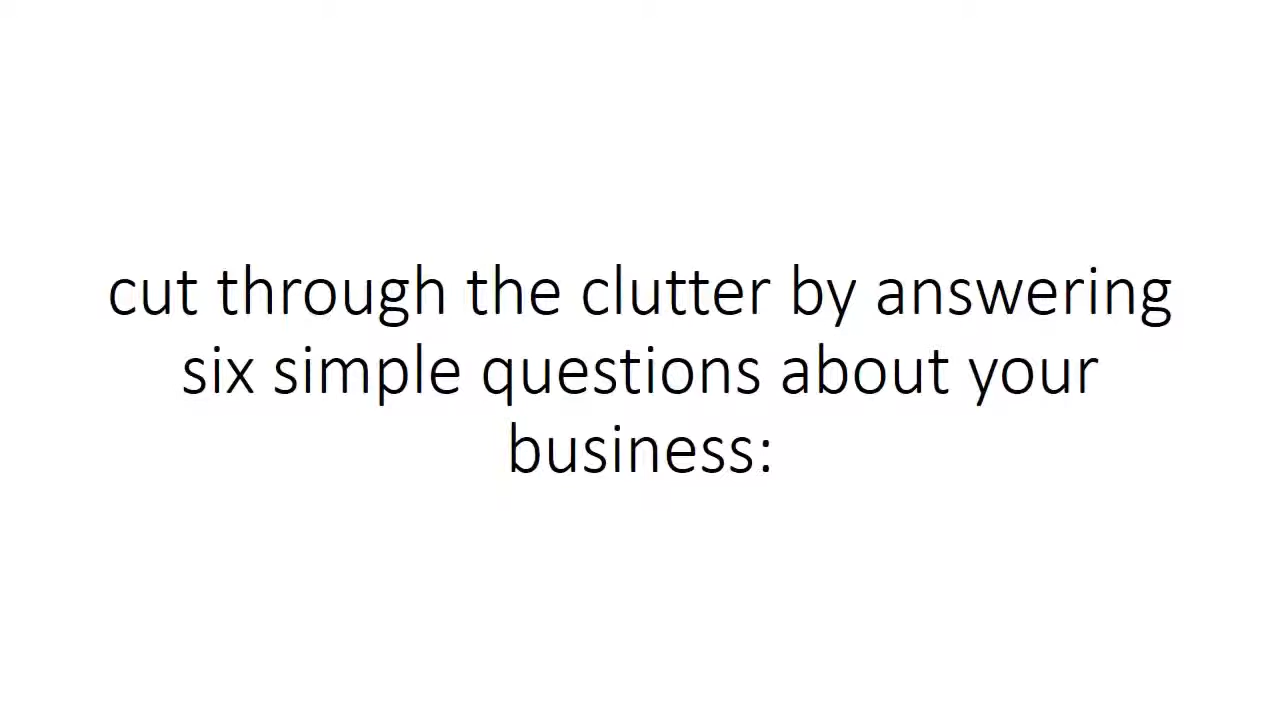 cut through the clutter by answering
six simple questions about your
business: